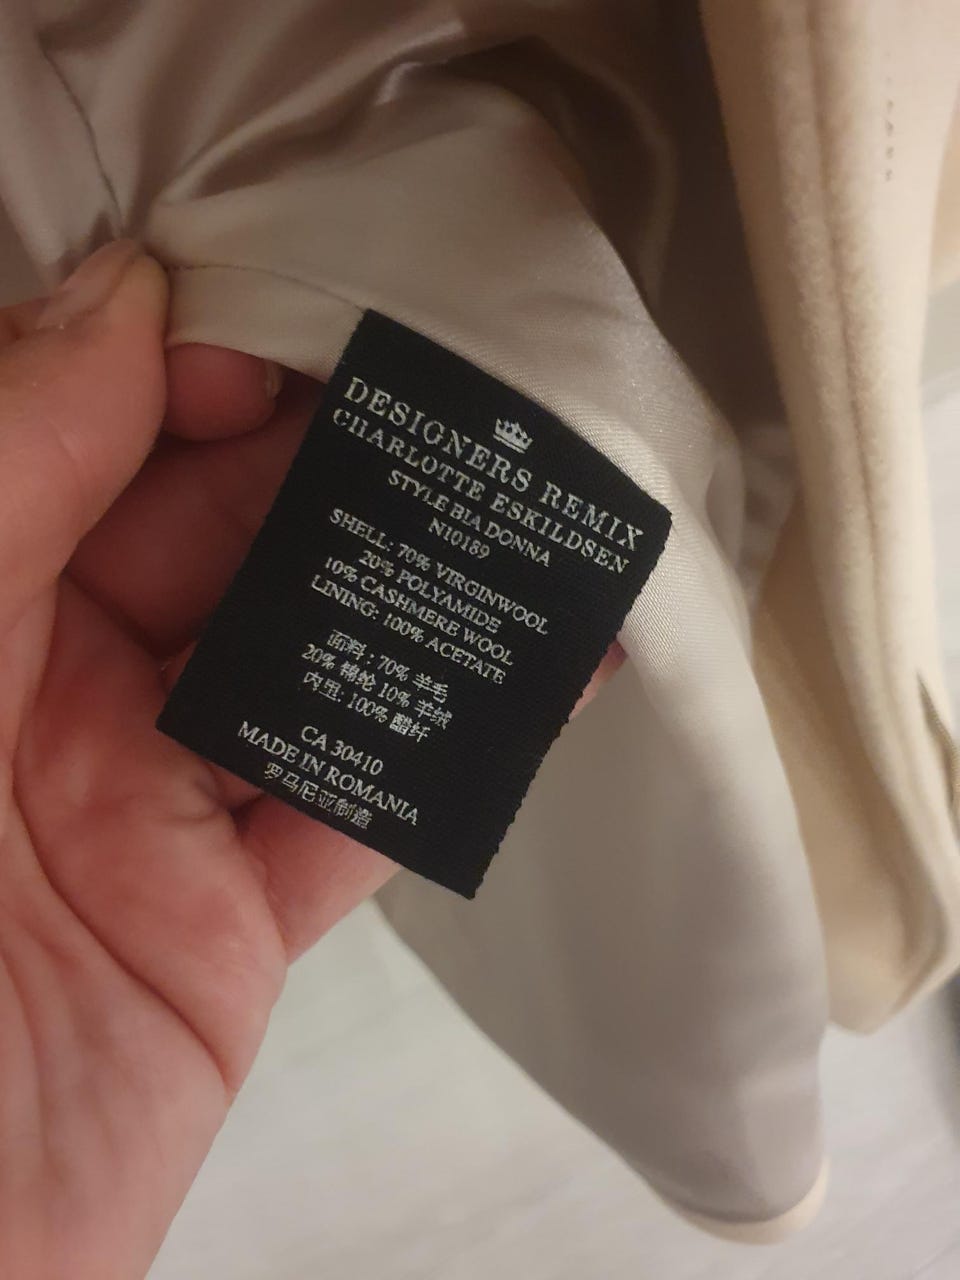 DESIGNERS REMIX
CHARLOTTE ESKILDSEN
STYLE BIA DONNA
N10189
SHELL: 70% VIRGINWOOL
20% POLYAMIDE
10% CASHMERE WOOL
LINING: 100% ACETATE
面料: 70% 羊毛
20% 锦纶 10% 羊绒
内里: 100% 醋纤
CA 30410
MADE IN ROMANIA
罗马尼亚制造